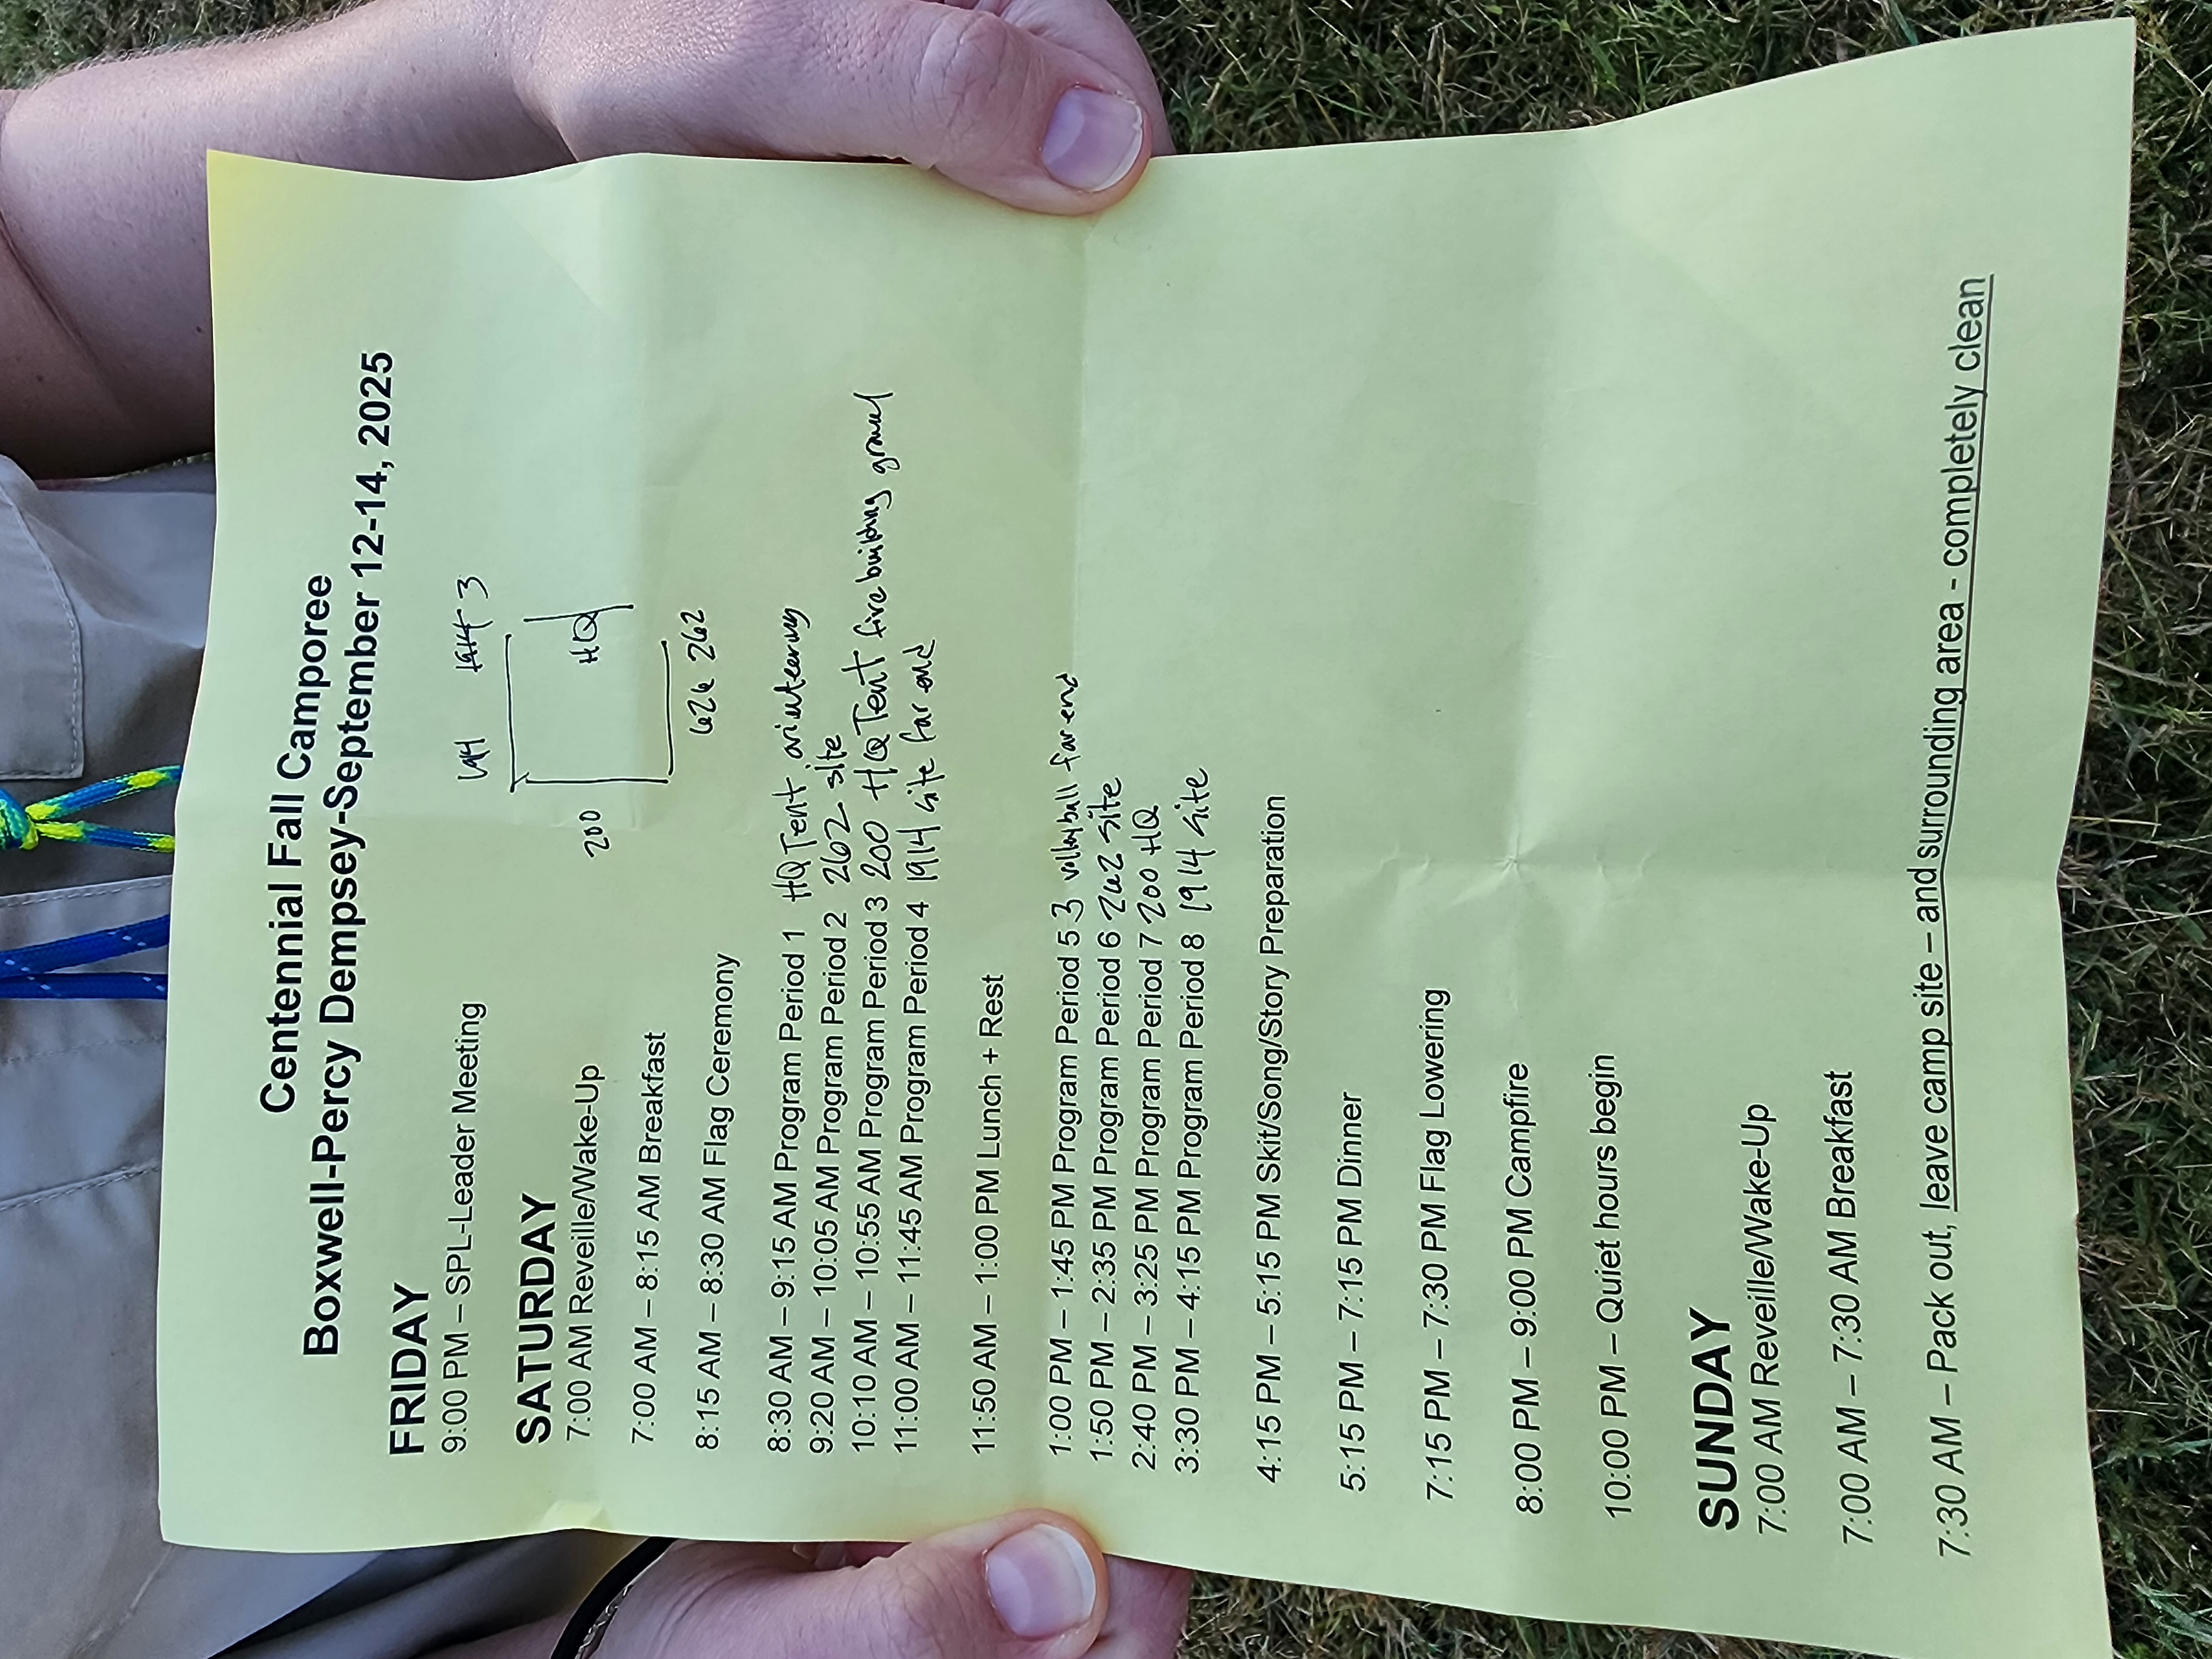 Centennial Fall Camporee
Boxwell-Percy Dempsey-September 12-14, 2025
FRIDAY
9:00 PM – SPL-Leader Meeting
1914 3
200
HQ
626 262
SATURDAY
7:00 AM Reveille/Wake-Up
7:00 AM – 8:15 AM Breakfast
8:15 AM – 8:30 AM Flag Ceremony
8:30 AM – 9:15 AM Program Period 1 HQ Tent orienteering
9:20 AM – 10:05 AM Program Period 2 262 site
10:10 AM – 10:55 AM Program Period 3 200 HQ Tent fire building gravel
11:00 AM – 11:45 AM Program Period 4 1914 site far end
11:50 AM – 1:00 PM Lunch + Rest
1:00 PM – 1:45 PM Program Period 5 3 volleyball far end
1:50 PM – 2:35 PM Program Period 6 262 site
2:40 PM – 3:25 PM Program Period 7 200 HQ
3:30 PM – 4:15 PM Program Period 8 1914 site
4:15 PM – 5:15 PM Skit/Song/Story Preparation
5:15 PM – 7:15 PM Dinner
7:15 PM – 7:30 PM Flag Lowering
8:00 PM – 9:00 PM Campfire
10:00 PM – Quiet hours begin
SUNDAY
7:00 AM Reveille/Wake-Up
7:00 AM – 7:30 AM Breakfast
7:30 AM – Pack out, leave camp site – and surrounding area - completely clean